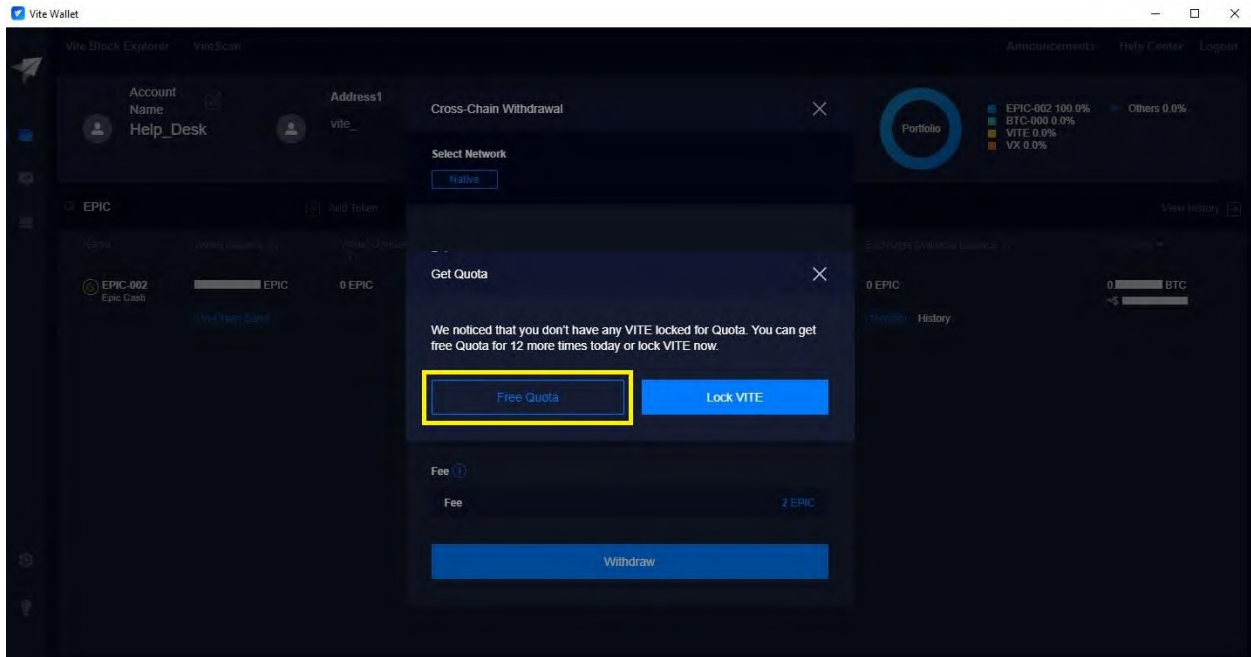 Vite Wallet
Vite Block Explorer ViteScan
Announcements Help Center Logout
Account
Name
Help_Desk
Address1
vite_
Cross-Chain Withdrawal
Select Network
Native
Portfolio
EPIC-002 100.0%
BTC-000 0.0%
VITE 0.0%
VX 0.0%
Others 0.0%
EPIC
Add Token
View History
Name
EPIC-002
Epic Cash
EPIC
0 EPIC
0 EPIC
0. BTC
≈$
History
Get Quota
We noticed that you don't have any VITE locked for Quota. You can get
free Quota for 12 more times today or lock VITE now.
Free Quota
Lock VITE
Fee
Fee 2 EPIC
Withdraw